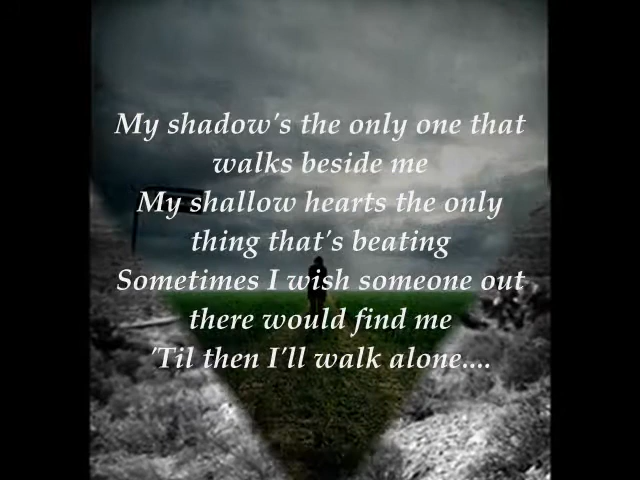 My shadow's the only one that
walks beside me
My shallow hearts the only
thing that's beating
Sometimes I wish someone out
there would find me
'Til then I'll walk alone....